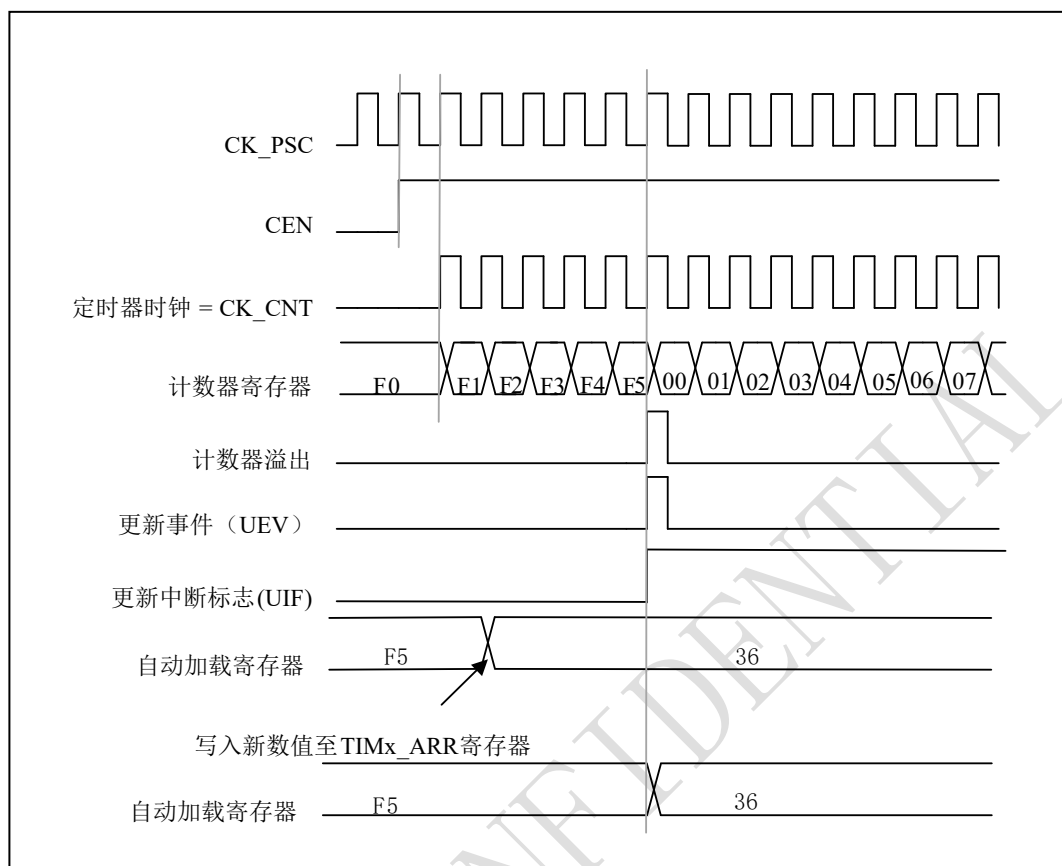 CK_PSC
CEN
定时器时钟 = CK_CNT
计数器寄存器 F0 F1 F2 F3 F4 F5 00 01 02 03 04 05 06 07
计数器溢出
更新事件（UEV）
更新中断标志(UIF)
自动加载寄存器 F5 36
写入新数值至TIMx_ARR寄存器
自动加载寄存器 F5 36
NFIDENTIAL